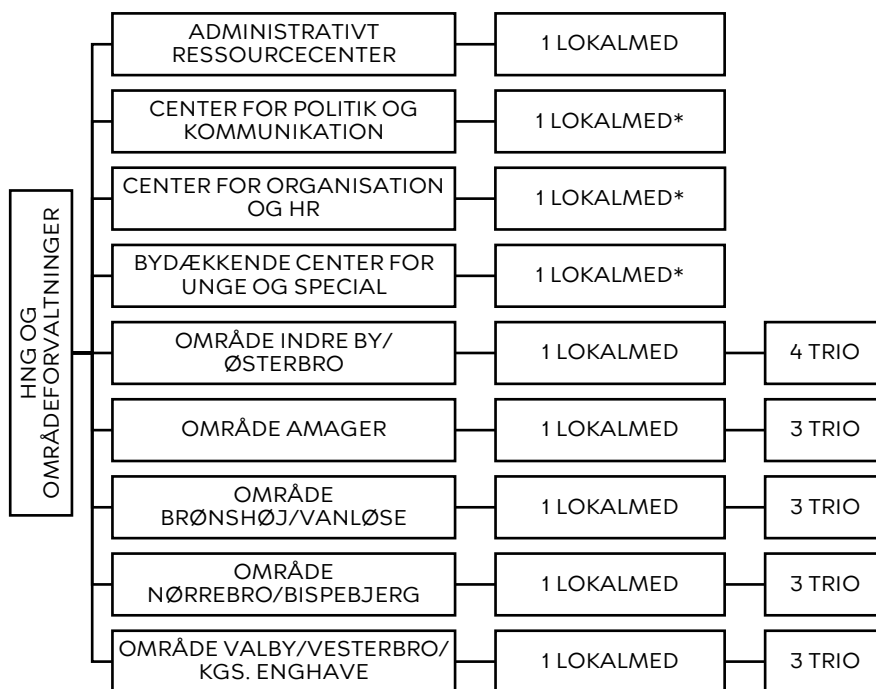 HNG OG
OMRÅDEFORVALTNINGER
ADMINISTRATIVT
RESSOURCECENTER
1 LOKALMED
CENTER FOR POLITIK OG
KOMMUNIKATION
1 LOKALMED*
CENTER FOR ORGANISATION
OG HR
1 LOKALMED*
BYDÆKKENDE CENTER FOR
UNGE OG SPECIAL
1 LOKALMED*
OMRÅDE INDRE BY/
ØSTERBRO
1 LOKALMED
4 TRIO
OMRÅDE AMAGER
1 LOKALMED
3 TRIO
OMRÅDE
BRØNSHØJ/VANLØSE
1 LOKALMED
3 TRIO
OMRÅDE
NØRREBRO/BISPEBJERG
1 LOKALMED
3 TRIO
OMRÅDE VALBY/VESTERBRO/
KGS. ENGHAVE
1 LOKALMED
3 TRIO